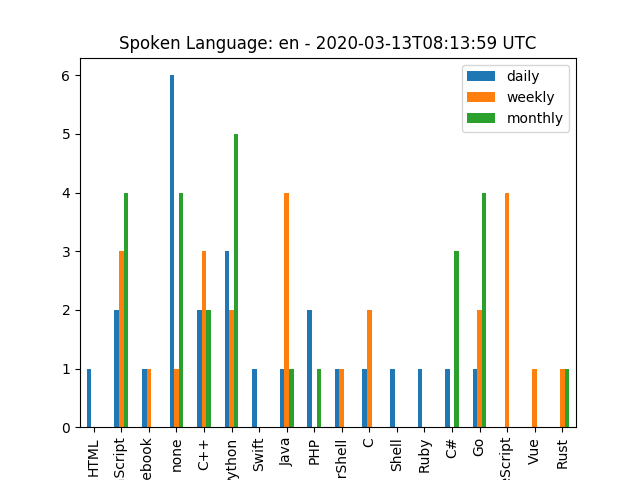 Spoken Language: en - 2020-03-13T08:13:59 UTC
daily
weekly
monthly
6
5
4
3
2
1
0
HTML
Script
ebook
none
C++
ython
Swift
Java
PHP
rShell
C
Shell
Ruby
C#
Go
eScript
Vue
Rust